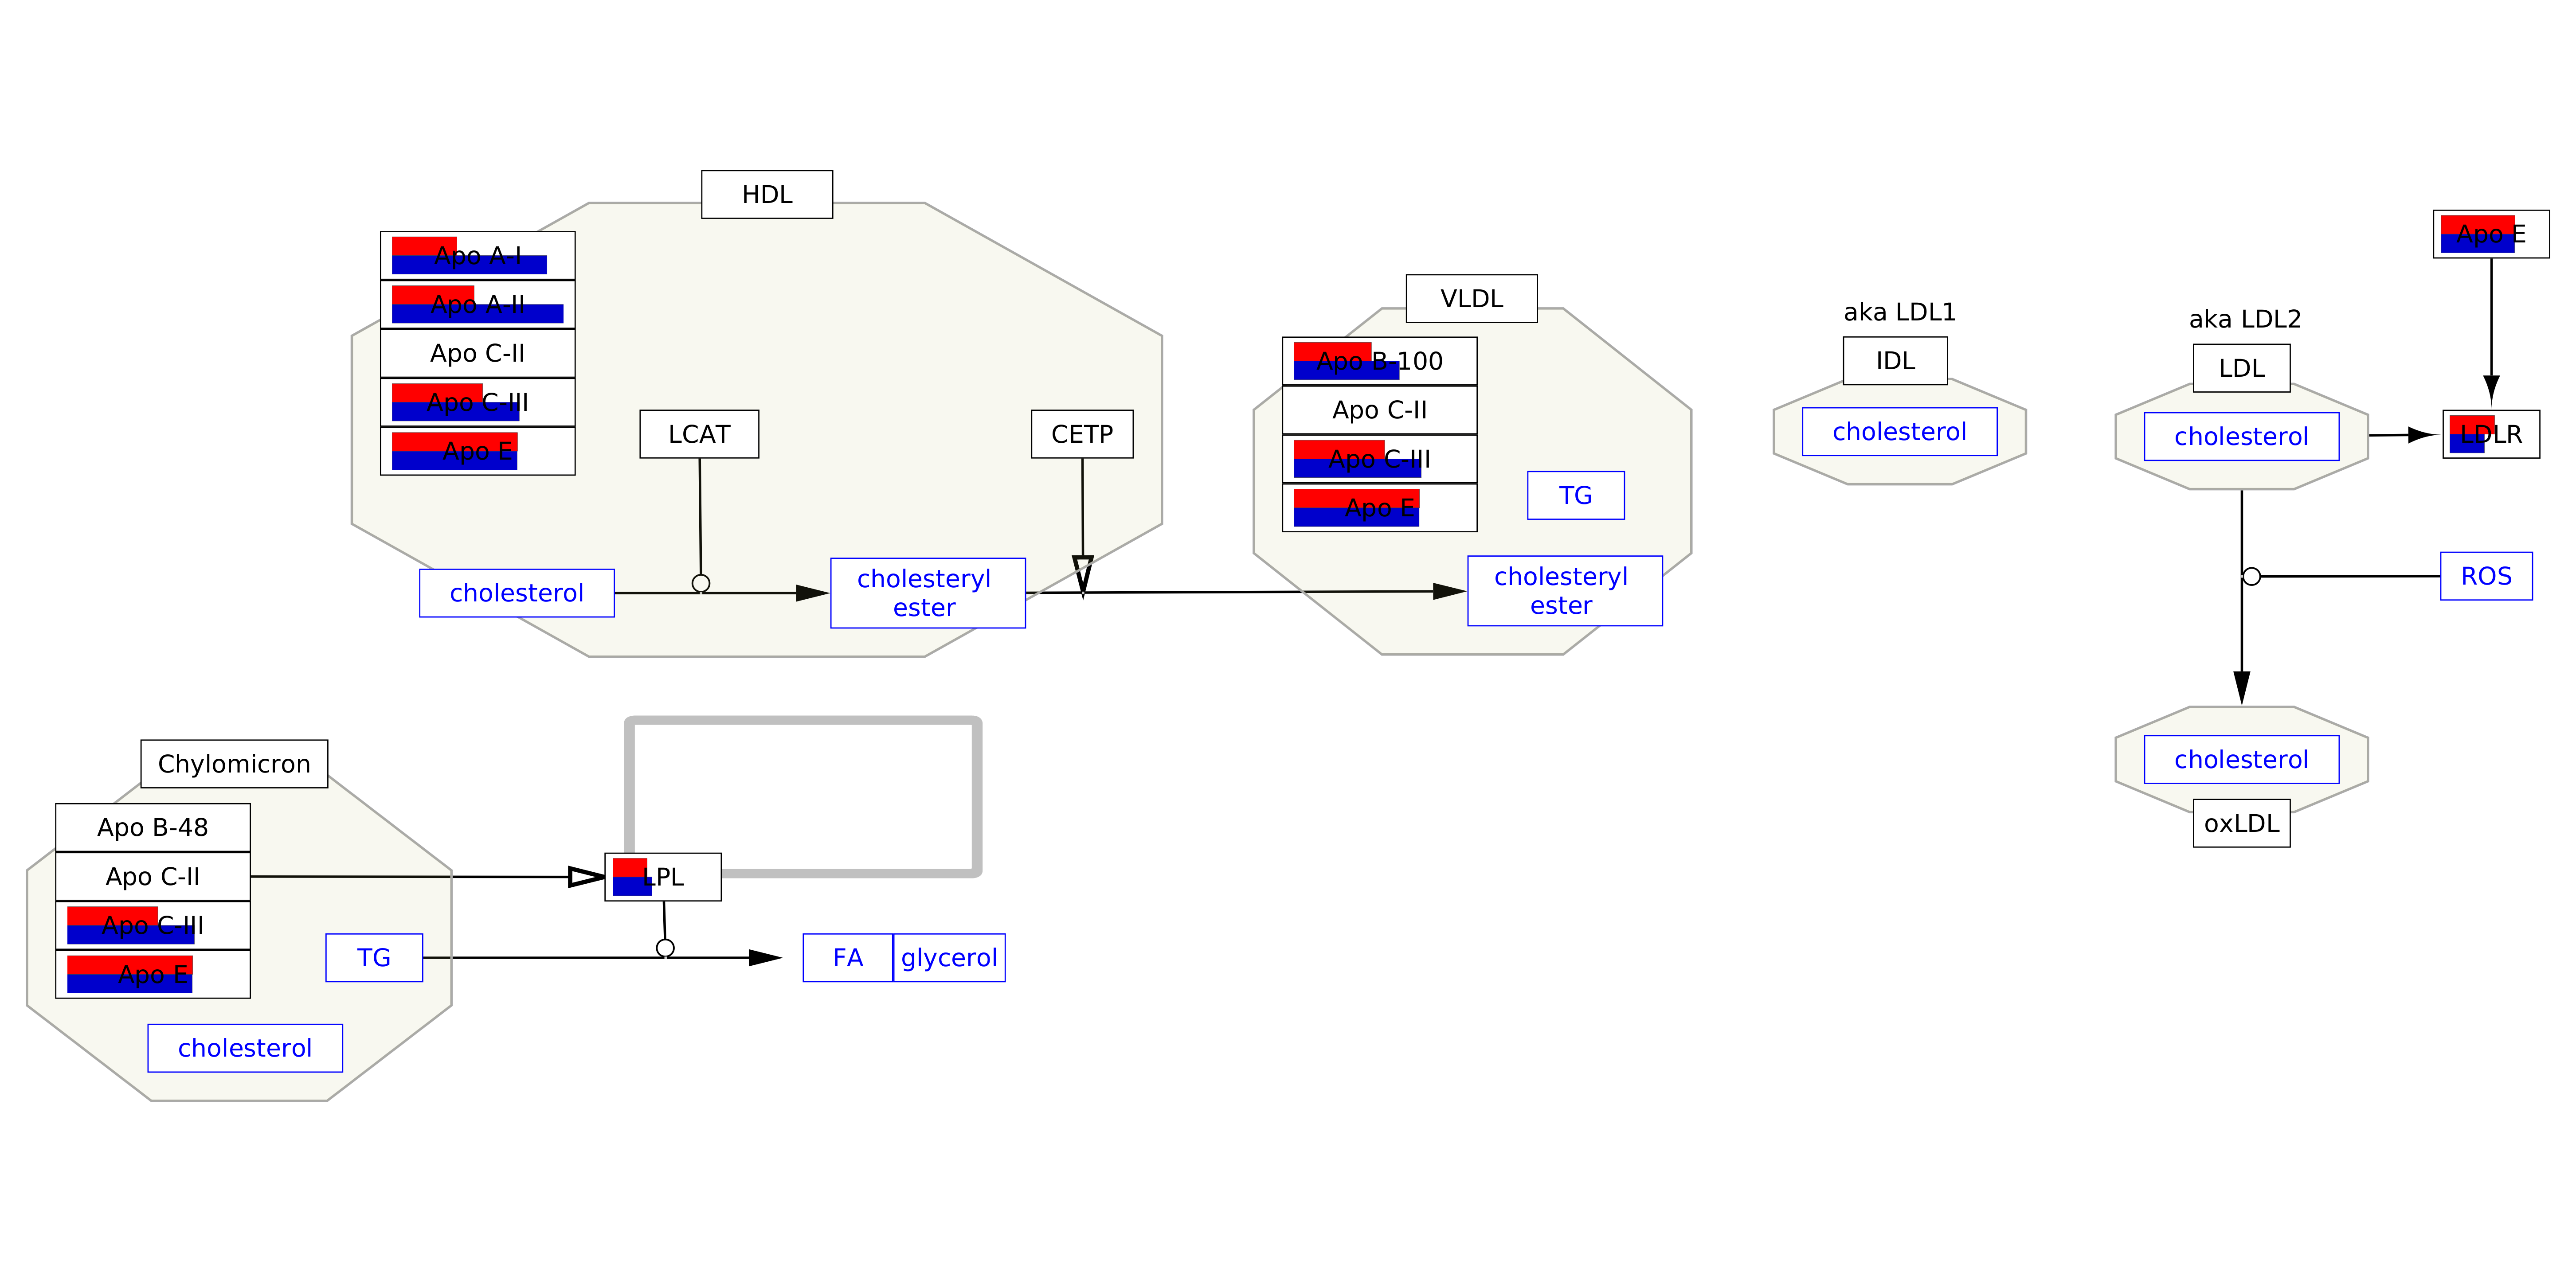 HDL
Apo A-I
Apo A-II
Apo C-II
Apo C-III
Apo E
LCAT
CETP
cholesterol
cholesteryl
ester
VLDL
Apo B-100
Apo C-II
Apo C-III
Apo E
TG
cholesteryl
ester
aka LDL1
IDL
cholesterol
aka LDL2
LDL
cholesterol
Apo E
LDLR
ROS
cholesterol
oxLDL
Chylomicron
Apo B-48
Apo C-II
Apo C-III
Apo E
TG
cholesterol
LPL
FA
glycerol